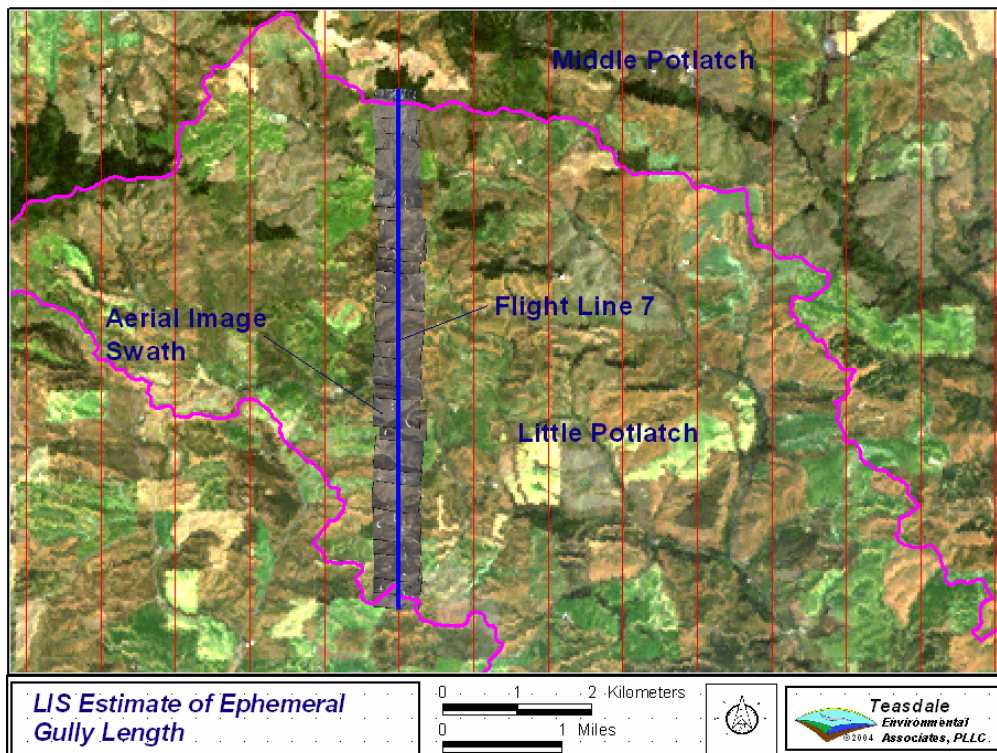 Middle Potlatch
Flight Line 7
Aerial Image
Swath
Little Potlatch
LIS Estimate of Ephemeral
Gully Length
0 1 2 Kilometers
0 1 Miles
Teasdale
Environmental
©2004 Associates, PLLC